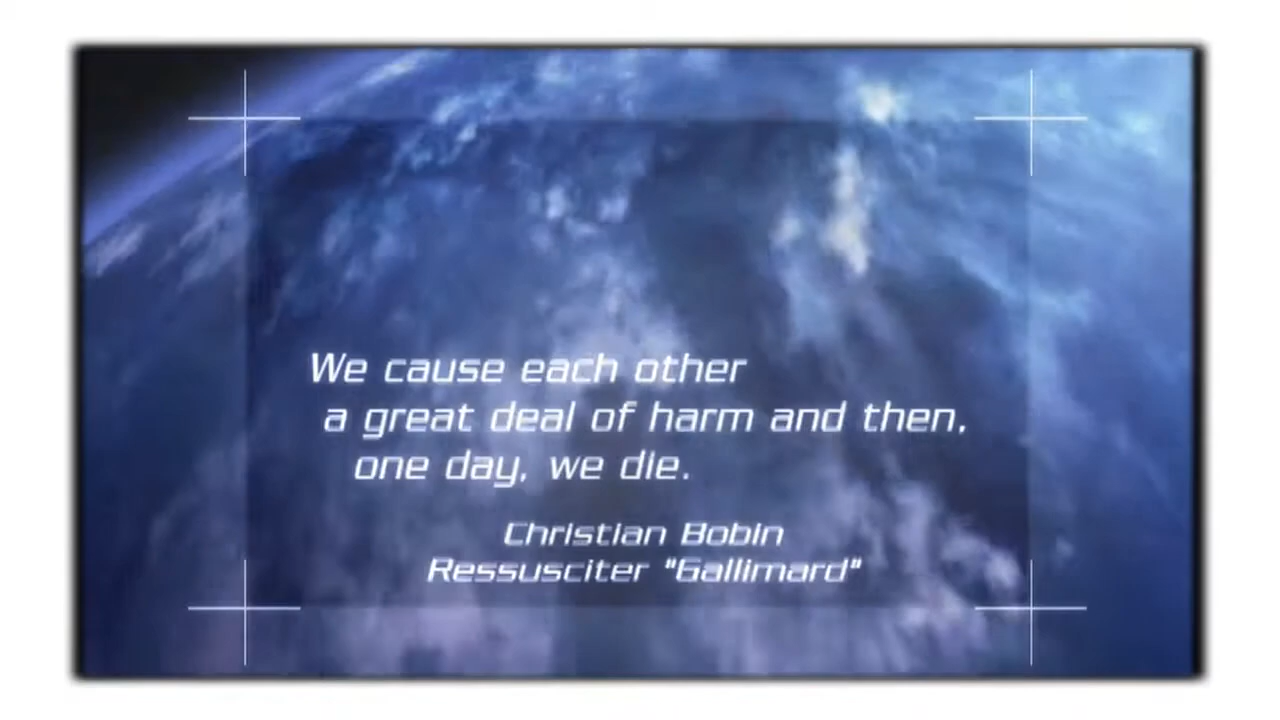 We cause each other
a great deal of harm and then,
one day, we die.
Christian Bobin
Ressusciter "Gallimard"